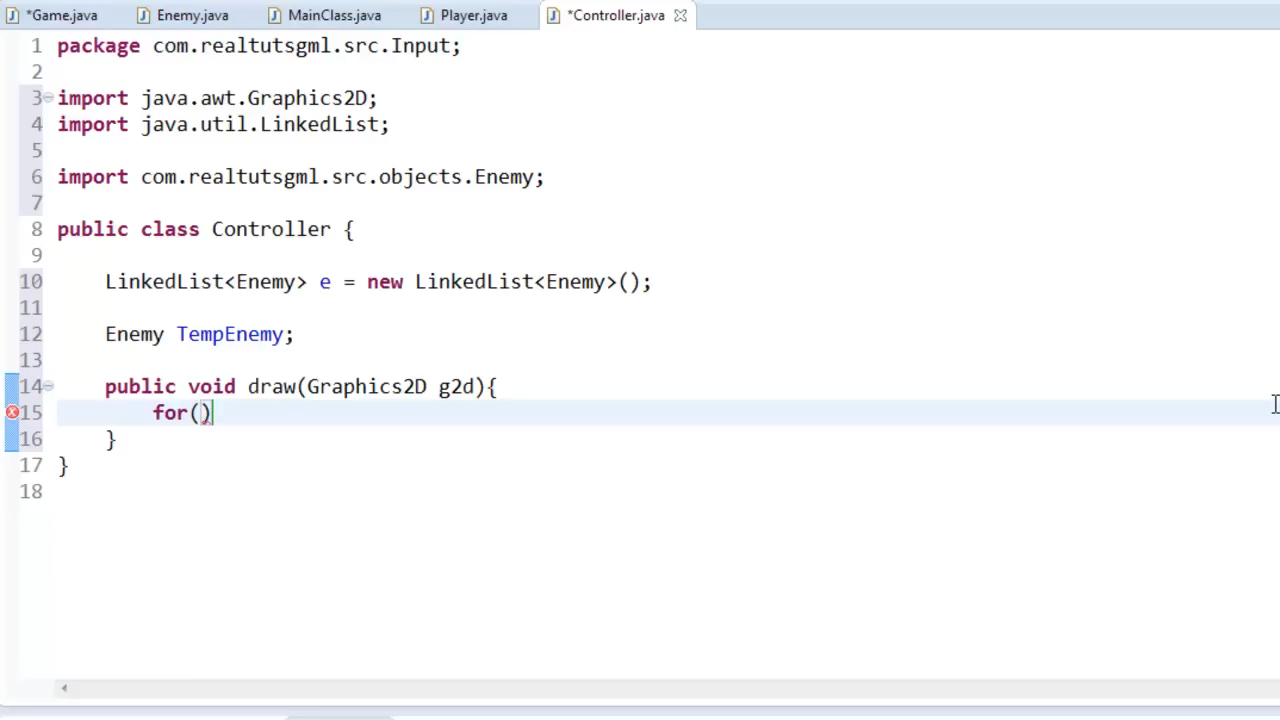 *Game.java Enemy.java MainClass.java Player.java *Controller.java
1 package com.realtutsgml.src.Input;
2
3 import java.awt.Graphics2D;
4 import java.util.LinkedList;
5
6 import com.realtutsgml.src.objects.Enemy;
7
8 public class Controller {
9
10 LinkedList<Enemy> e = new LinkedList<Enemy>();
11
12 Enemy TempEnemy;
13
14 public void draw(Graphics2D g2d){
15 for()
16 }
17 }
18